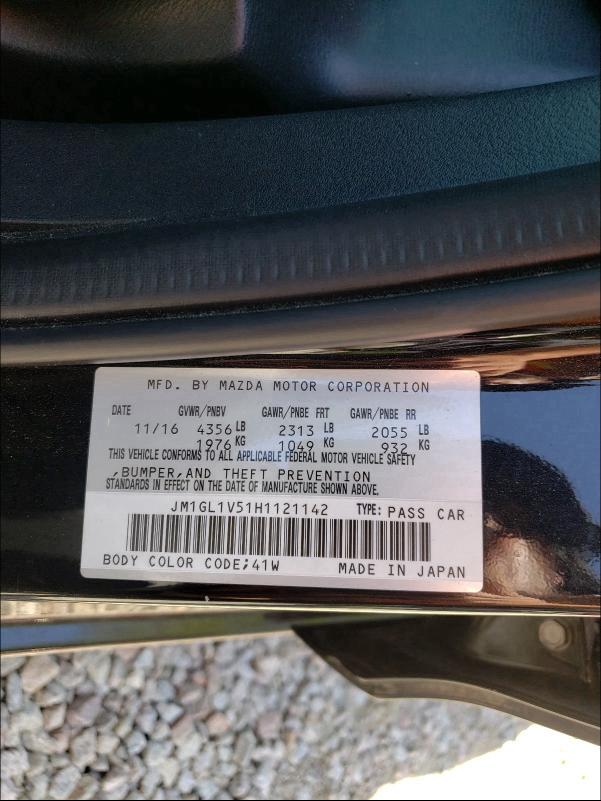 MFD. BY MAZDA MOTOR CORPORATION
DATE GVWR/PNBV GAWR/PNBE FRT GAWR/PNBE RR
11/16 4356 LB 2313 LB 2055 LB
1976 KG 1049 KG 932 KG
THIS VEHICLE CONFORMS TO ALL APPLICABLE FEDERAL MOTOR VEHICLE SAFETY
,BUMPER,AND THEFT PREVENTION
STANDARDS IN EFFECT ON THE DATE OF MANUFACTURE SHOWN ABOVE.
JM1GL1V51H1121142 TYPE: PASS CAR
BODY COLOR CODE;41W MADE IN JAPAN